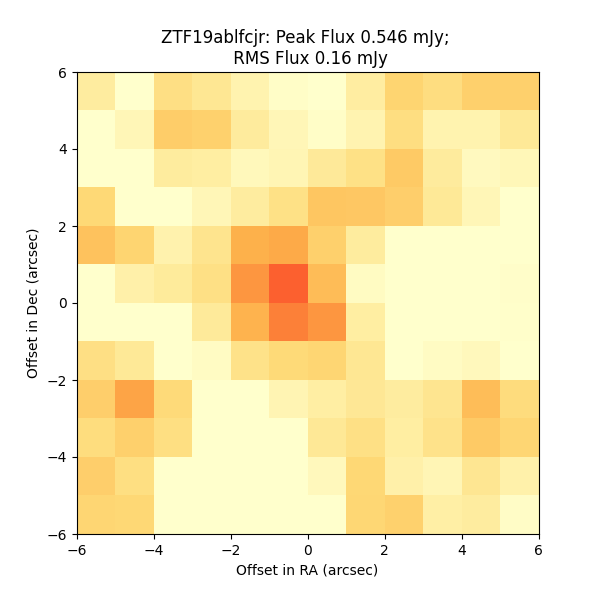 ZTF19ablfcjr: Peak Flux 0.546 mJy;
RMS Flux 0.16 mJy
6
4
2
0
−2
−4
−6
Offset in Dec (arcsec)
−6 −4 −2 0 2 4 6
Offset in RA (arcsec)